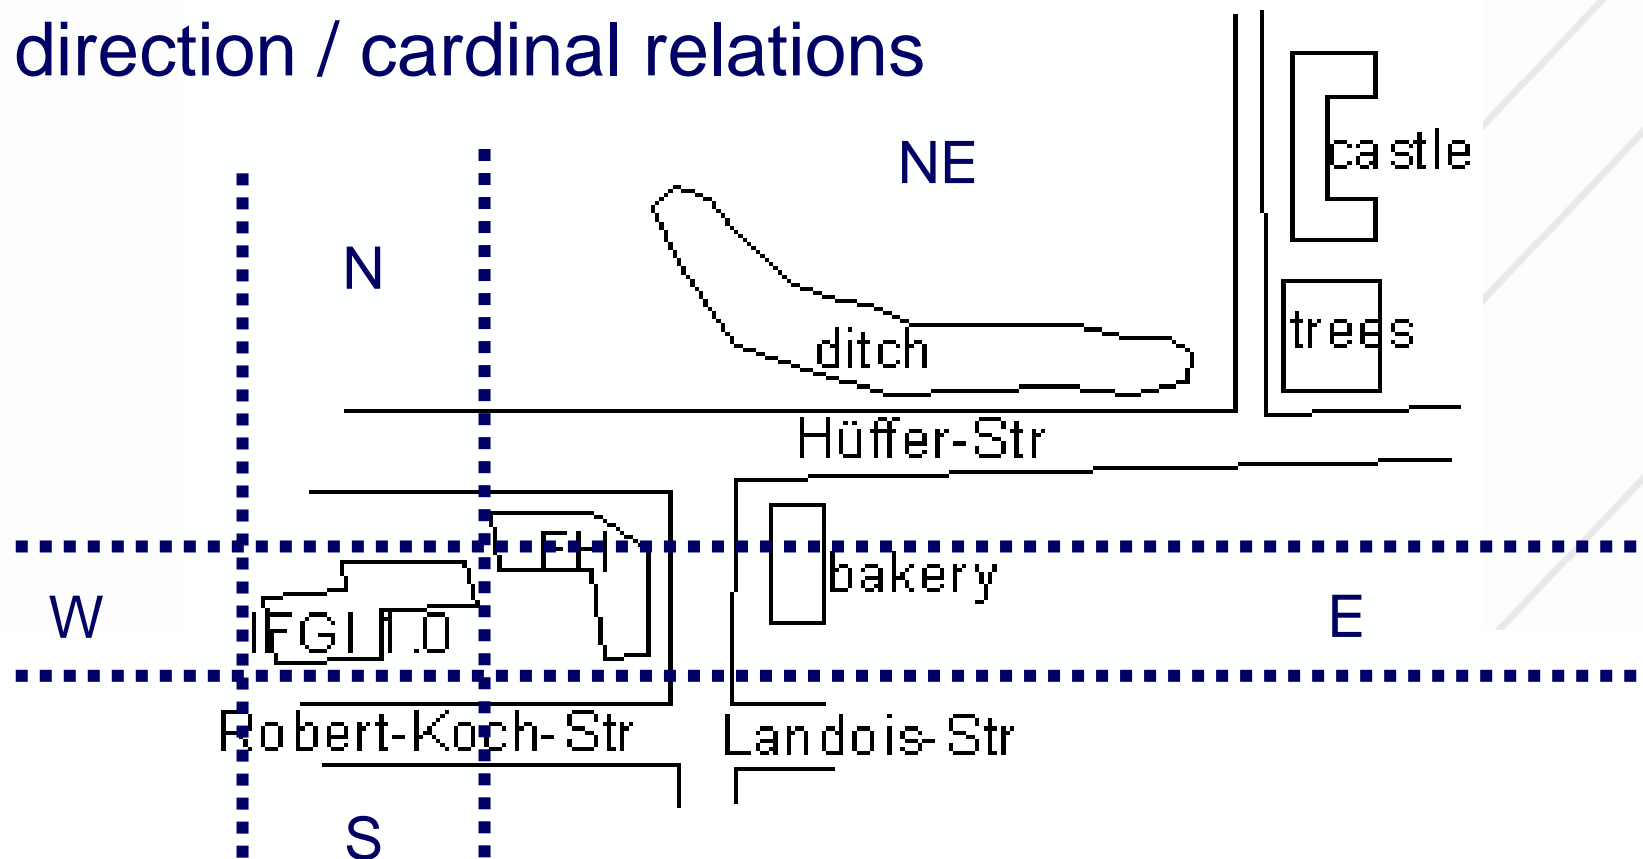 direction / cardinal relations
NE
castle
N
trees
ditch
Hüffer-Str
FH
bakery
W
IFGI 1.0
E
Robert-Koch-Str
Landois-Str
S